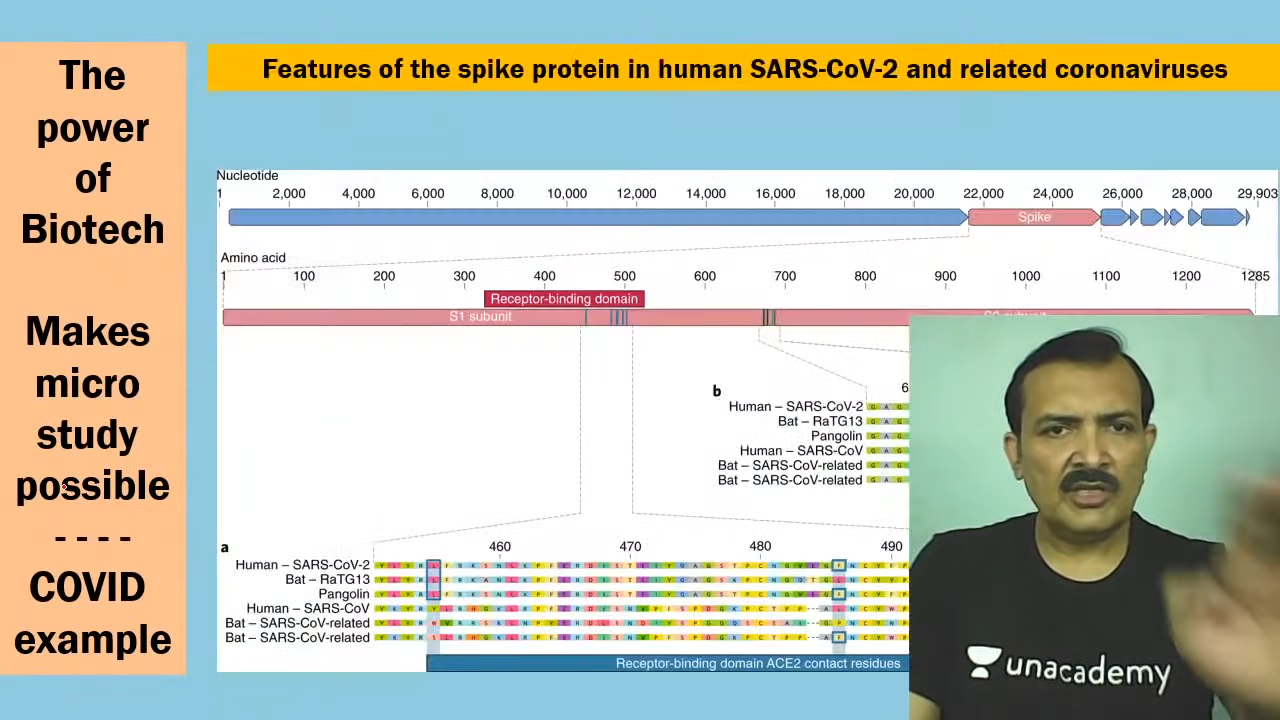 The
power
of
Biotech
Makes
micro
study
possible
- - - -
COVID
example
Features of the spike protein in human SARS-CoV-2 and related coronaviruses
Nucleotide
1 2,000 4,000 6,000 8,000 10,000 12,000 14,000 16,000 18,000 20,000 22,000 24,000 26,000 28,000 29,903
Spike
Amino acid
1 100 200 300 400 500 600 700 800 900 1000 1100 1200 1285
Receptor-binding domain
S1 subunit
b
6
Human – SARS-CoV-2 G A G
Bat – RaTG13 G A G
Pangolin G A G
Human – SARS-CoV G A G
Bat – SARS-CoV-related G A G
Bat – SARS-CoV-related G A G
a
460 470 480 490
Human – SARS-CoV-2
Bat – RaTG13
Pangolin
Human – SARS-CoV
Bat – SARS-CoV-related
Bat – SARS-CoV-related
Receptor-binding domain ACE2 contact residues
unacademy